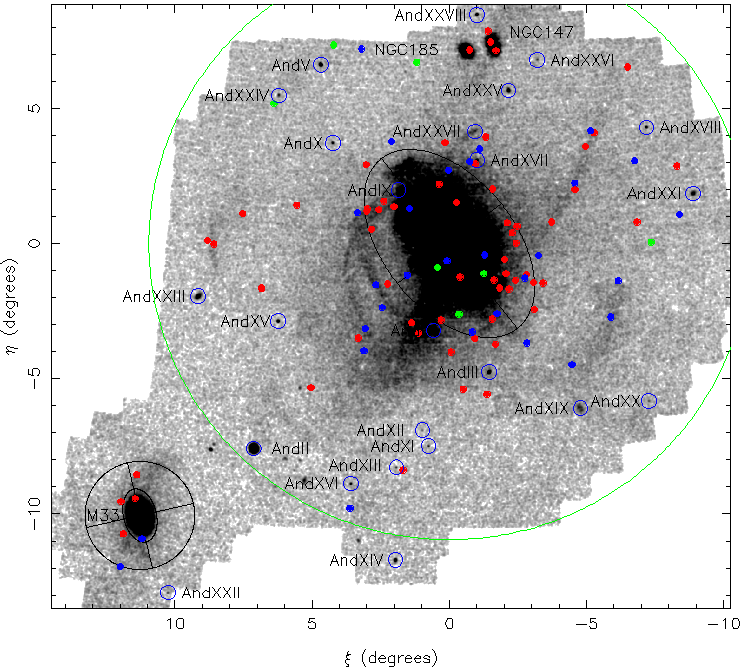 AndXXVIII
NGC147
NGC185
AndXXVI
AndV
AndXXIV
AndXXV
5
AndX
AndXXVII
AndXVIII
AndXVII
AndIX
AndXXI
0
η (degrees)
AndXXIII
AndXV
AndIII
−5
AndXIX
AndXX
AndXII
AndXI
AndII
AndXIII
AndXVI
M33
−10
AndXIV
AndXXII
10 5 0 −5 −10
ξ (degrees)